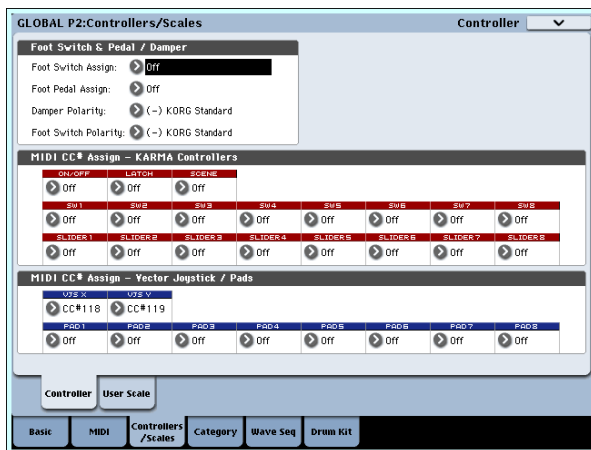 GLOBAL P2:Controllers/Scales Controller
Foot Switch & Pedal / Damper
Foot Switch Assign: Off
Foot Pedal Assign: Off
Damper Polarity: (-) KORG Standard
Foot Switch Polarity: (-) KORG Standard
MIDI CC# Assign - KARMA Controllers
ON/OFF LATCH SCENE
Off Off Off
SW1 SW2 SW3 SW4 SW5 SW6 SW7 SW8
Off Off Off Off Off Off Off Off
SLIDER1 SLIDER2 SLIDER3 SLIDER4 SLIDER5 SLIDER6 SLIDER7 SLIDER8
Off Off Off Off Off Off Off Off
MIDI CC# Assign - Vector Joystick / Pads
VJS X VJS Y
CC#118 CC#119
PAD1 PAD2 PAD3 PAD4 PAD5 PAD6 PAD7 PAD8
Off Off Off Off Off Off Off Off
Controller User Scale
Basic MIDI Controllers /Scales Category Wave Seq Drum Kit